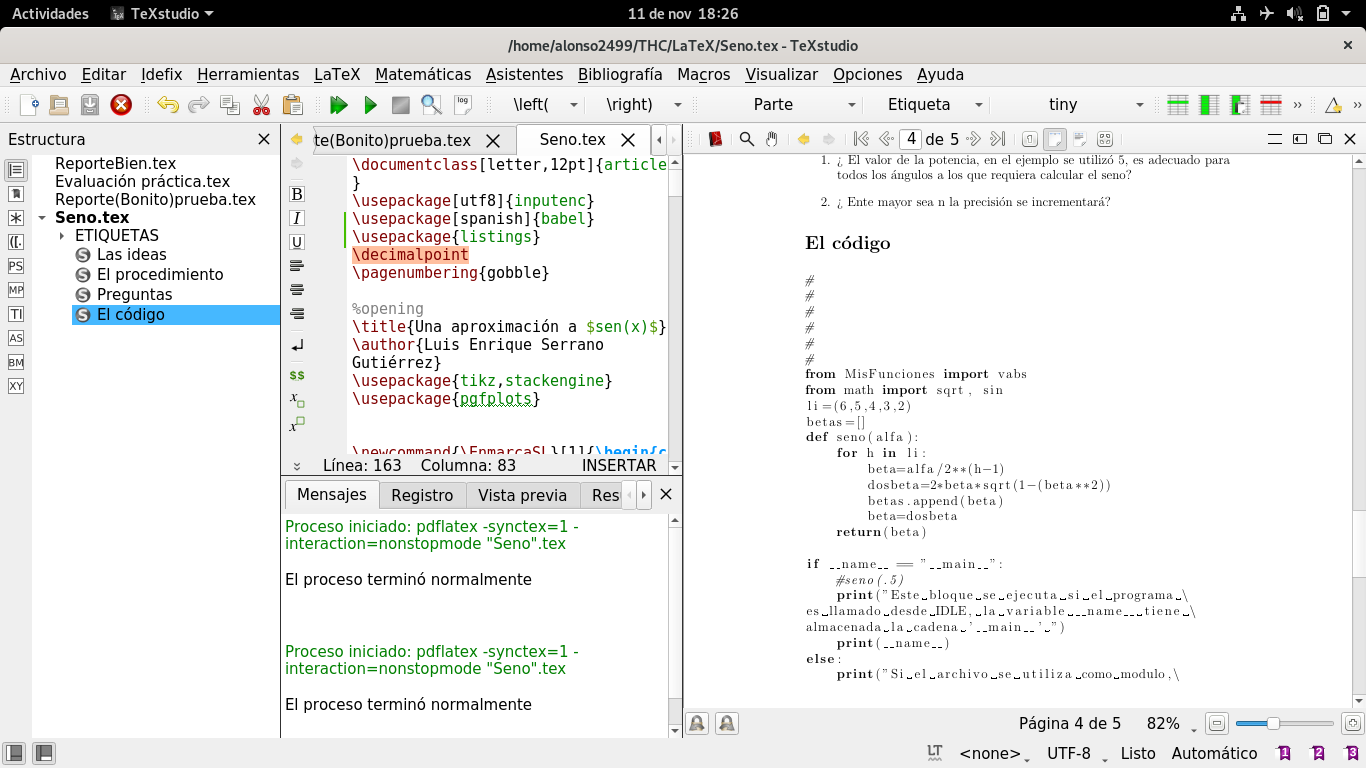 Actividades TeXstudio 11 de nov 18:26
/home/alonso2499/THC/LaTeX/Seno.tex - TeXstudio
Archivo Editar Idefix Herramientas LaTeX Matemáticas Asistentes Bibliografía Macros Visualizar Opciones Ayuda
log \left( \right) Parte Etiqueta tiny
Estructura
ReporteBien.tex
Evaluación práctica.tex
Reporte(Bonito)prueba.tex
Seno.tex
ETIQUETAS
Las ideas
El procedimiento
Preguntas
El código
PS
MP
TI
AS
BM
XY
te(Bonito)prueba.tex Seno.tex
B
I
U
$$
\documentclass[letter,12pt]{article
}
\usepackage[utf8]{inputenc}
\usepackage[spanish]{babel}
\usepackage{listings}
\decimalpoint
\pagenumbering{gobble}
%opening
\title{Una aproximación a $sen(x)$}
\author{Luis Enrique Serrano
Gutiérrez}
\usepackage{tikz,stackengine}
\usepackage{pgfplots}
\newcommand{\EnmarcaSL}[1]{\begin{c
Línea: 163 Columna: 83 INSERTAR
Mensajes Registro Vista previa Res
Proceso iniciado: pdflatex -synctex=1 -
interaction=nonstopmode "Seno".tex
El proceso terminó normalmente
Proceso iniciado: pdflatex -synctex=1 -
interaction=nonstopmode "Seno".tex
El proceso terminó normalmente
4 de 5
1. ¿ El valor de la potencia, en el ejemplo se utilizó 5, es adecuado para
todos los ángulos a los que requiera calcular el seno?
2. ¿ Ente mayor sea n la precisión se incrementará?
El código
#
#
#
#
#
#
from MisFunciones import vabs
from math import sqrt, sin
li=(6,5,4,3,2)
betas=[]
def seno(alfa):
for h in li:
beta=alfa/2**(h-1)
dosbeta=2*beta*sqrt(1-(beta**2))
betas.append(beta)
beta=dosbeta
return(beta)
if __name__ == "__main__":
#seno(.5)
print("Este␣bloque␣se␣ejecuta␣si␣el␣programa␣\
es␣llamado␣desde␣IDLE,␣la␣variable␣__name__␣tiene␣\
almacenada␣la␣cadena␣'__main__'␣")
print(__name__)
else:
print("Si␣el␣archivo␣se␣utiliza␣como␣modulo,\
Página 4 de 5 82%
LT <none> UTF-8 Listo Automático 1 2 3